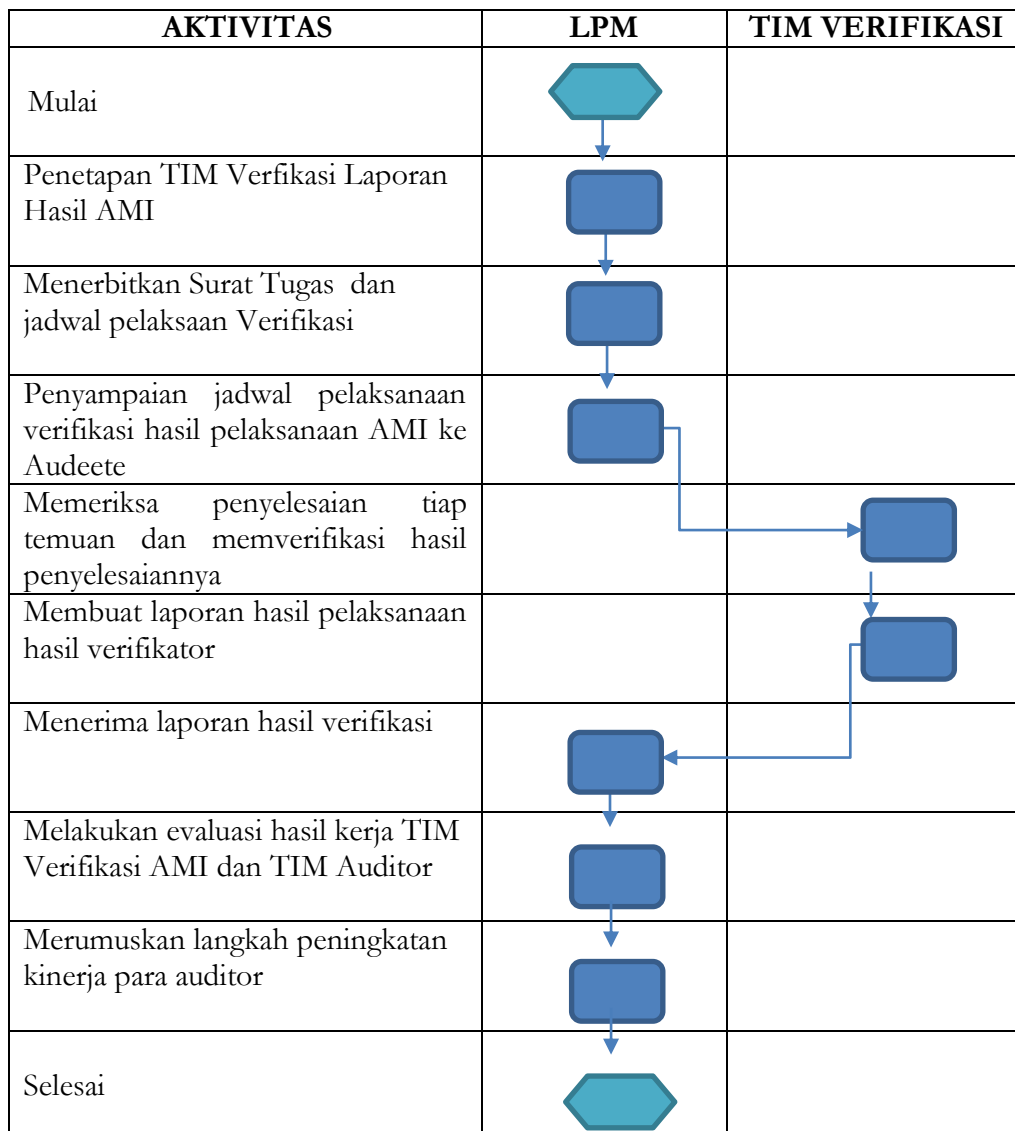 AKTIVITAS LPM TIM VERIFIKASI
Mulai
Penetapan TIM Verfikasi Laporan
Hasil AMI
Menerbitkan Surat Tugas dan
jadwal pelaksaan Verifikasi
Penyampaian jadwal pelaksanaan
verifikasi hasil pelaksanaan AMI ke
Audeete
Memeriksa penyelesaian tiap
temuan dan memverifikasi hasil
penyelesaiannya
Membuat laporan hasil pelaksanaan
hasil verifikator
Menerima laporan hasil verifikasi
Melakukan evaluasi hasil kerja TIM
Verifikasi AMI dan TIM Auditor
Merumuskan langkah peningkatan
kinerja para auditor
Selesai